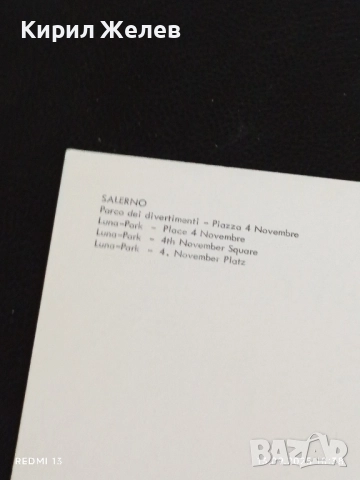 Кирил Желев
SALERNO
Parco dei divertimenti - Piazza 4 Novembre
Luna-Park - Place 4 Novembre
Luna-Park - 4th November Square
Luna-Park - 4. November Platz
REDMI 13
BAZAR